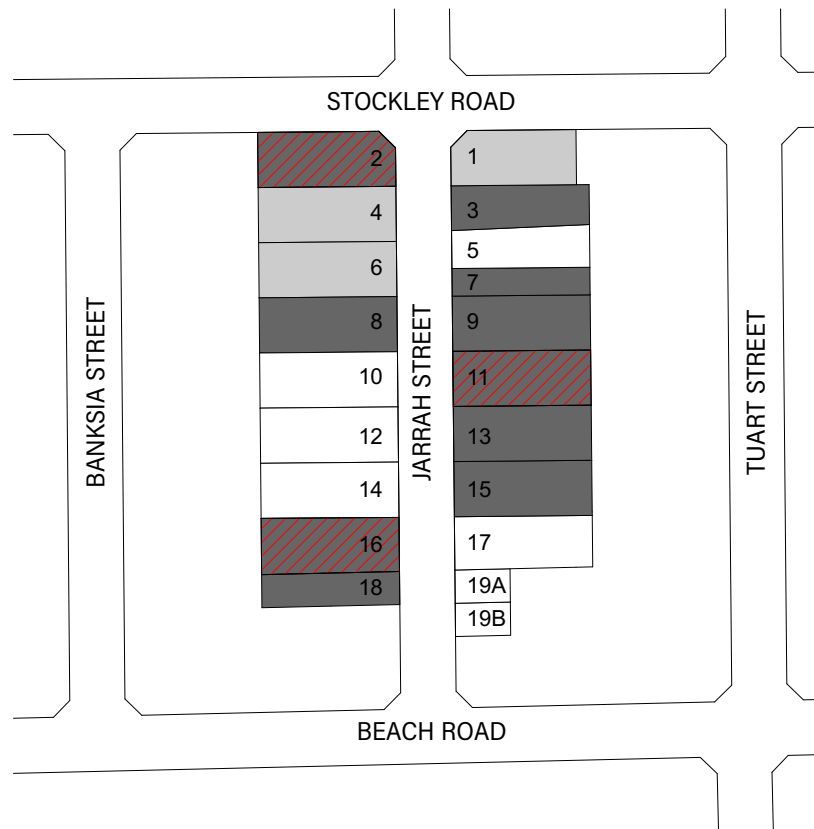 STOCKLEY ROAD
2
1
4
3
5
6
7
8
9
BANKSIA STREET
JARRAH STREET
TUART STREET
10
11
12
13
14
15
16
17
18
19A
19B
BEACH ROAD